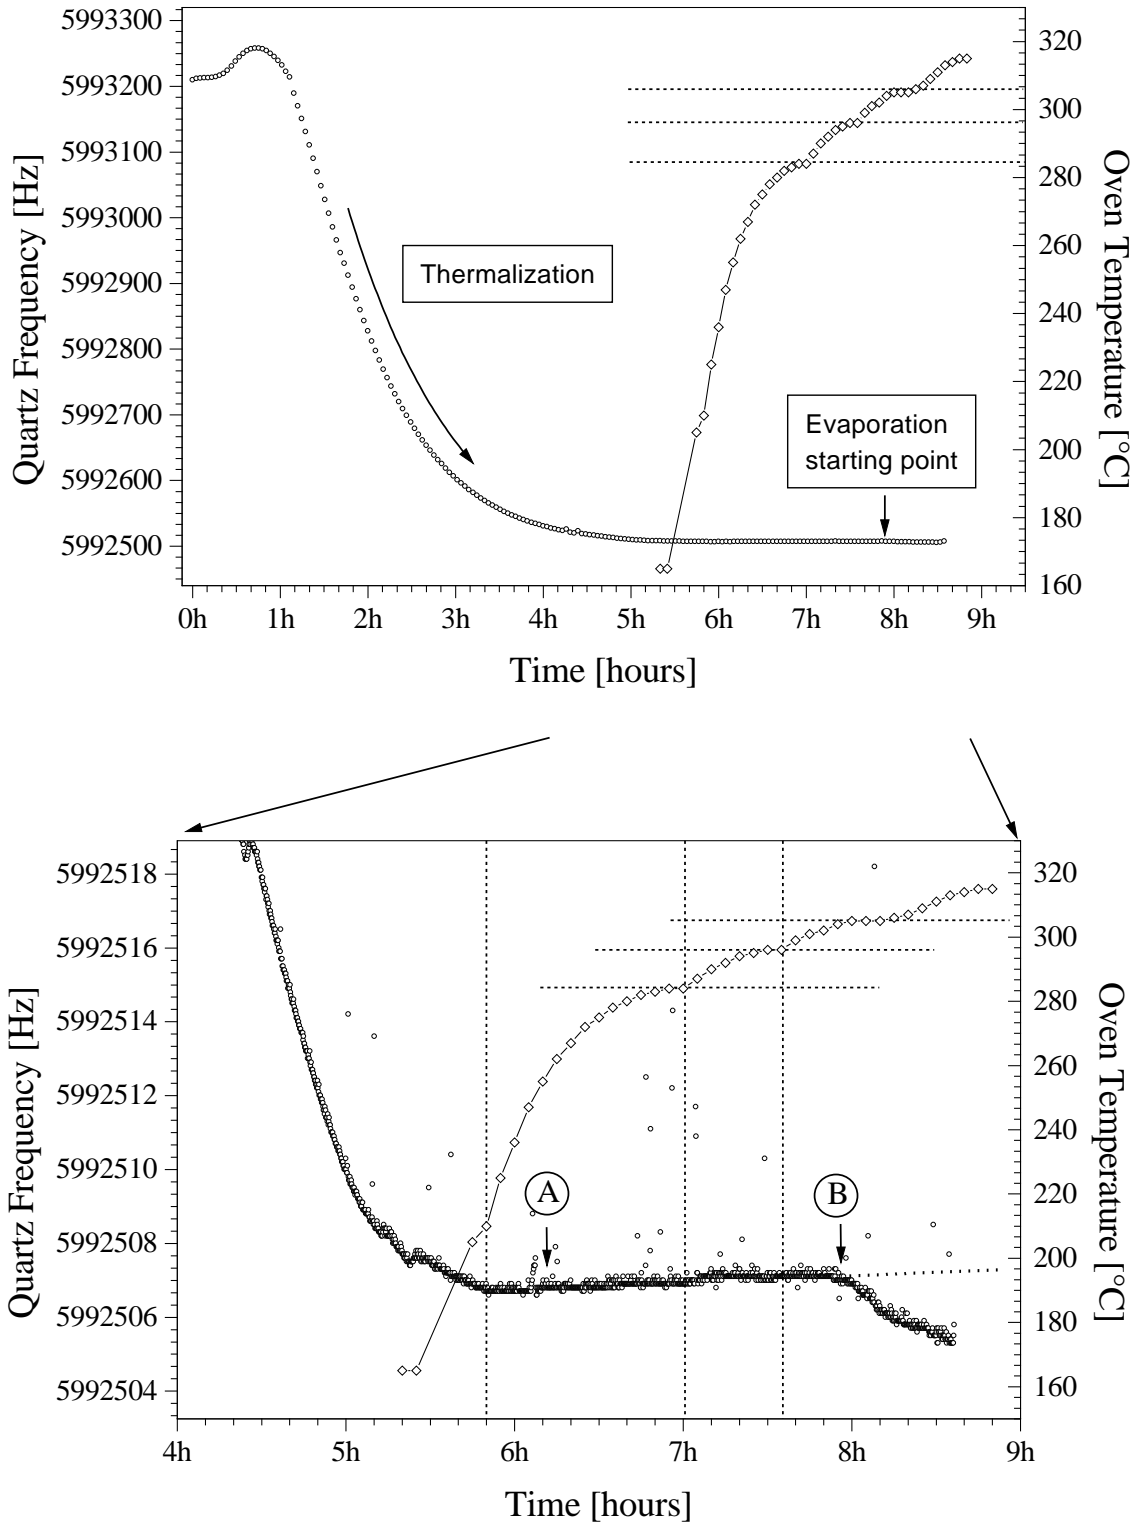 5993300
5993200
5993100
5993000
5992900
5992800
5992700
5992600
5992500
Quartz Frequency [Hz]
320
300
280
260
240
220
200
180
160
Oven Temperature [°C]
Thermalization
Evaporation
starting point
0h 1h 2h 3h 4h 5h 6h 7h 8h 9h
Time [hours]
5992518
5992516
5992514
5992512
5992510
5992508
5992506
5992504
Quartz Frequency [Hz]
320
300
280
260
240
220
200
180
160
Oven Temperature [°C]
A
B
4h 5h 6h 7h 8h 9h
Time [hours]